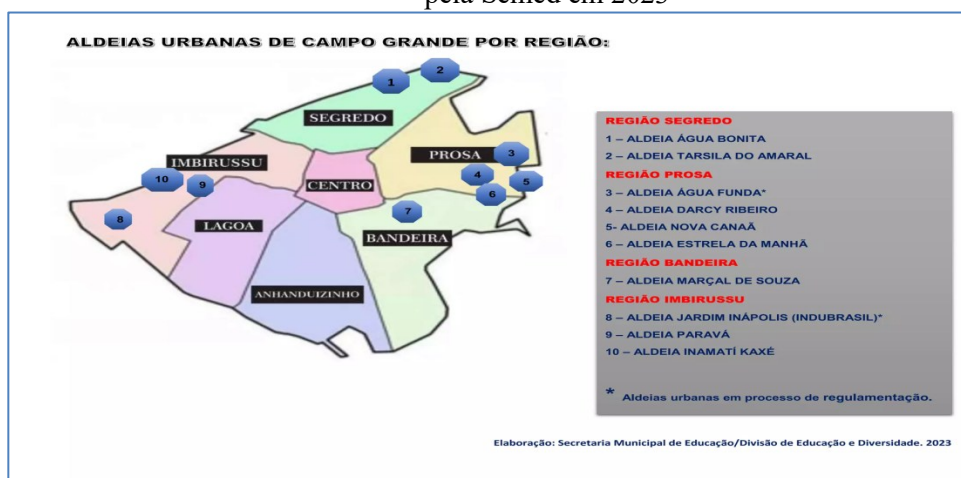 pela Semed em 2023
ALDEIAS URBANAS DE CAMPO GRANDE POR REGIÃO:
1
2
SEGREDO
IMBIRUSSU
PROSA
3
10
9
CENTRO
4
5
6
8
LAGOA
7
BANDEIRA
ANHANDUIZINHO
REGIÃO SEGREDO
1 – ALDEIA ÁGUA BONITA
2 – ALDEIA TARSILA DO AMARAL
REGIÃO PROSA
3 – ALDEIA ÁGUA FUNDA*
4 – ALDEIA DARCY RIBEIRO
5- ALDEIA NOVA CANAÃ
6 – ALDEIA ESTRELA DA MANHÃ
REGIÃO BANDEIRA
7 – ALDEIA MARÇAL DE SOUZA
REGIÃO IMBIRUSSU
8 – ALDEIA JARDIM INÁPOLIS (INDUBRASIL)*
9 – ALDEIA PARAVÁ
10 – ALDEIA INAMATÍ KAXÉ
* Aldeias urbanas em processo de regulamentação.
Elaboração: Secretaria Municipal de Educação/Divisão de Educação e Diversidade. 2023